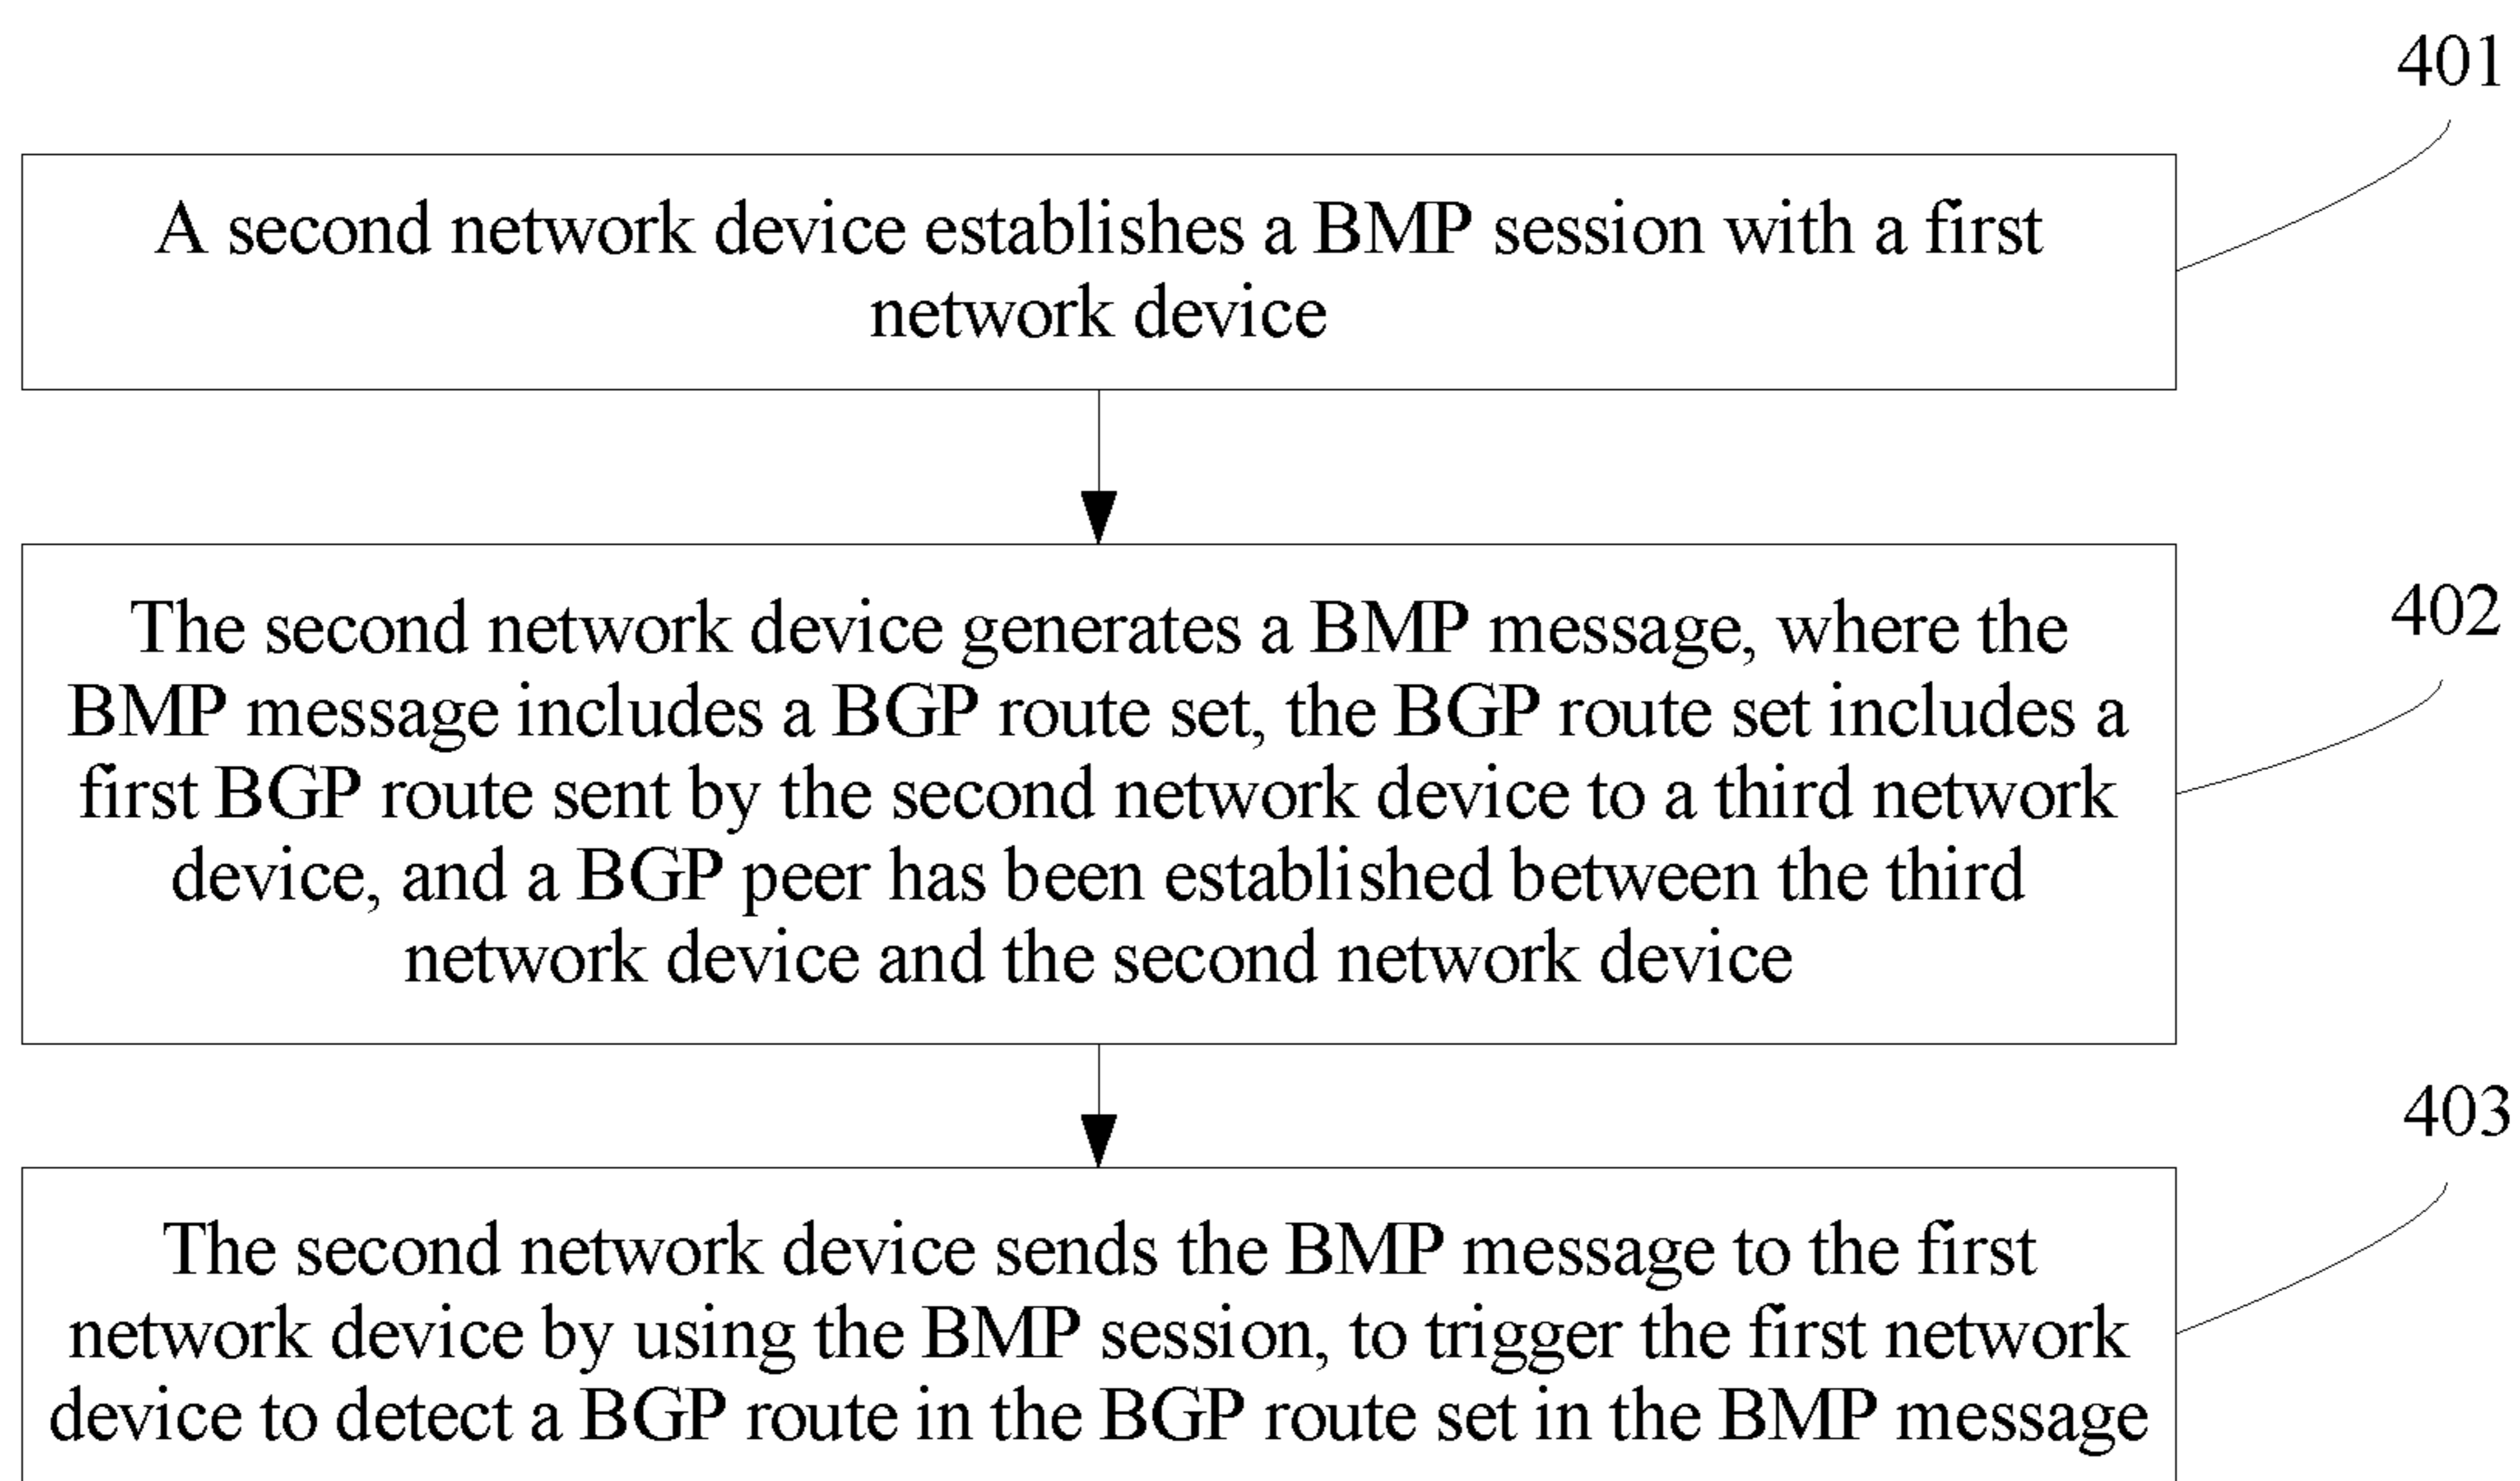 401
A second network device establishes a BMP session with a first
network device
402
The second network device generates a BMP message, where the
BMP message includes a BGP route set, the BGP route set includes a
first BGP route sent by the second network device to a third network
device, and a BGP peer has been established between the third
network device and the second network device
403
The second network device sends the BMP message to the first
network device by using the BMP session, to trigger the first network
device to detect a BGP route in the BGP route set in the BMP message